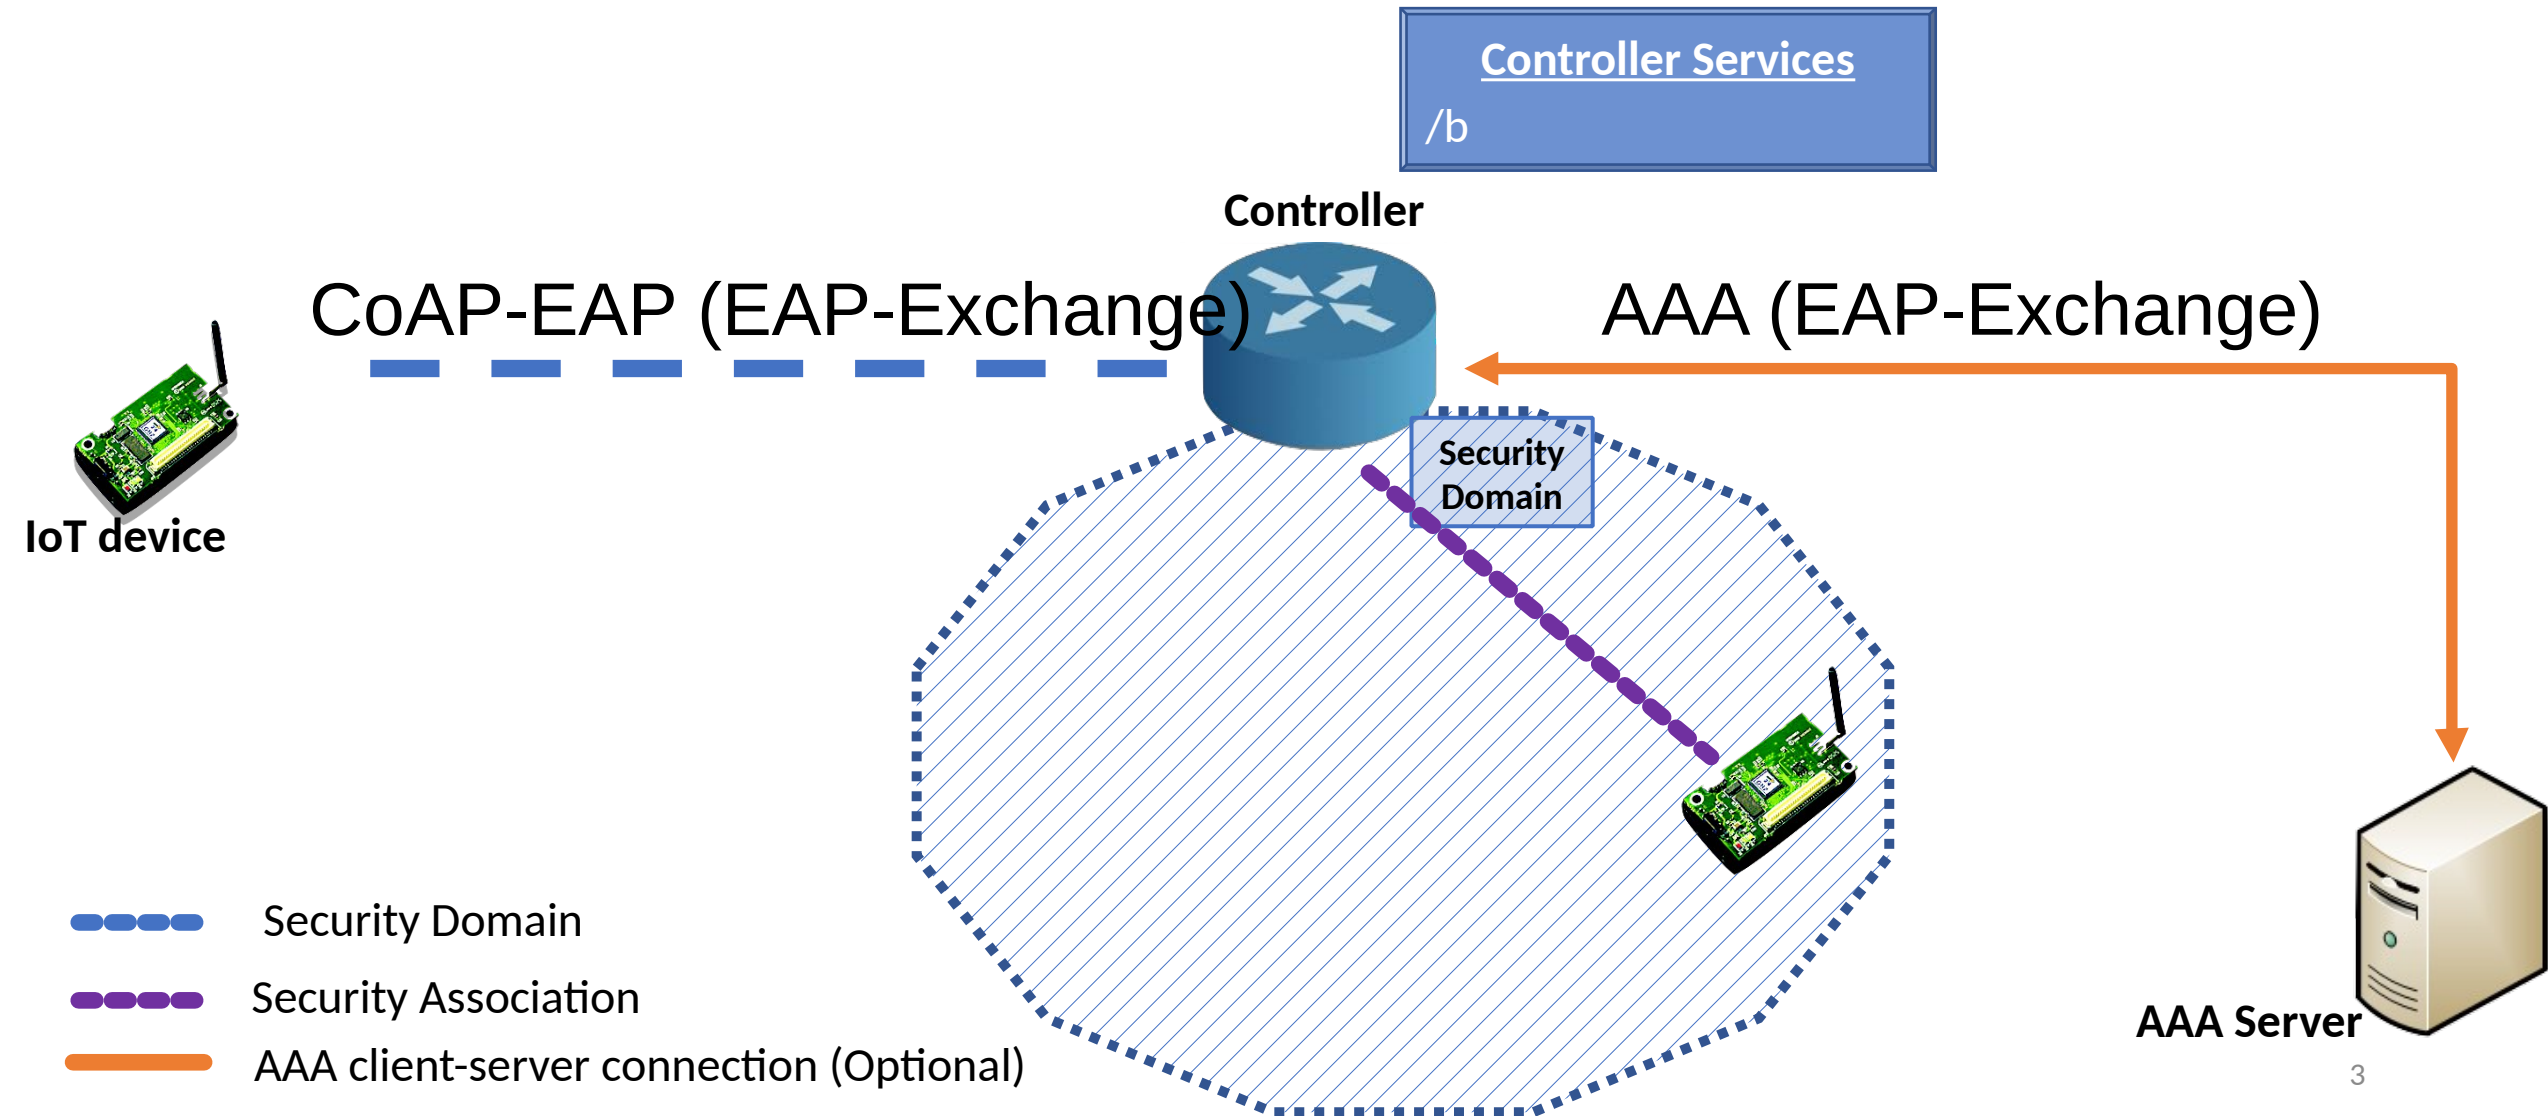 Controller Services
/b
Controller
CoAP-EAP (EAP-Exchange)
AAA (EAP-Exchange)
Security
Domain
IoT device
Security Domain
Security Association
AAA client-server connection (Optional)
AAA Server
3